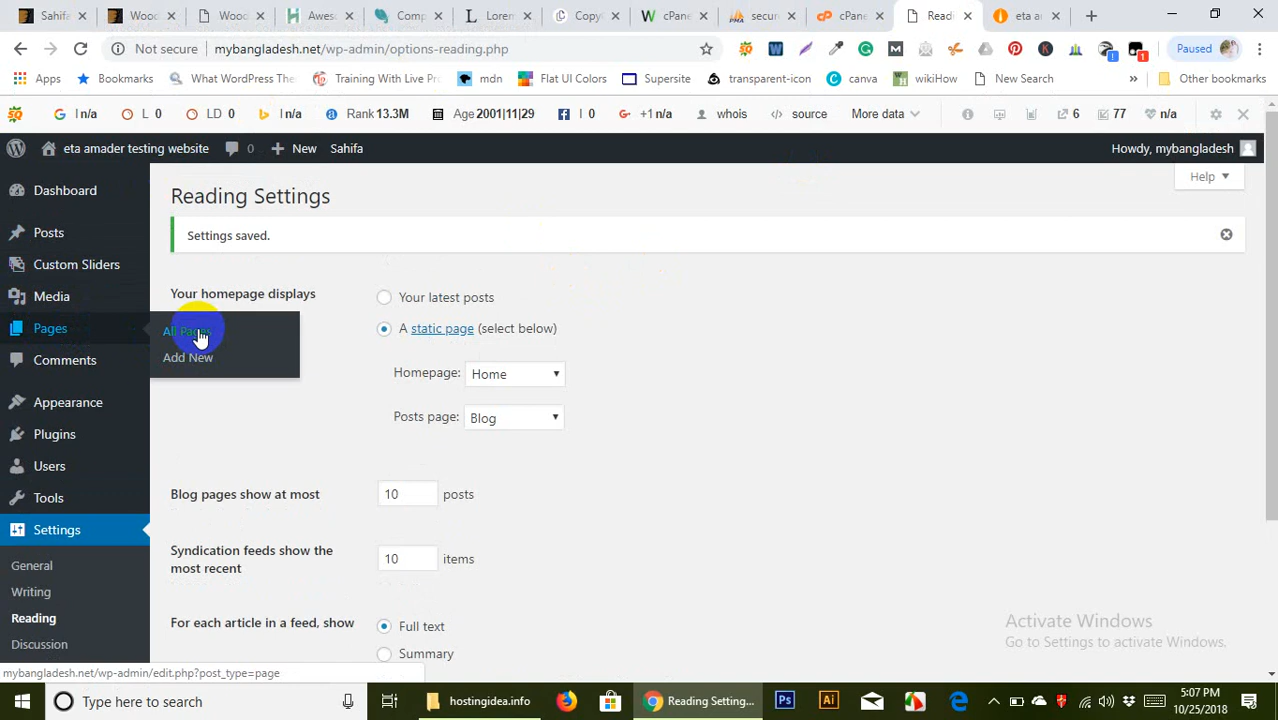 Sahifa
Wood
Wood
Awes
Comp
Lorem
Copy
cPane
secur
cPane
Readi
eta ar
Not secure
mybangladesh.net/wp-admin/options-reading.php
Paused
Apps
Bookmarks
What WordPress The
Training With Live Pr
mdn
Flat UI Colors
Supersite
transparent-icon
canva
wikiHow
New Search
Other bookmarks
I n/a
L 0
LD 0
I n/a
Rank 13.3M
Age 2001|11|29
I 0
+1 n/a
whois
source
More data
6
77
n/a
eta amader testing website
0
New
Sahifa
Howdy, mybangladesh
Help
Dashboard
Posts
Custom Sliders
Media
Pages
All Pages
Add New
Comments
Appearance
Plugins
Users
Tools
Settings
General
Writing
Reading
Discussion
Reading Settings
Settings saved.
Your homepage displays
Your latest posts
A static page (select below)
Homepage: Home
Posts page: Blog
Blog pages show at most
10 posts
Syndication feeds show the
most recent
10 items
For each article in a feed, show
Full text
Summary
Activate Windows
Go to Settings to activate Windows.
mybangladesh.net/wp-admin/edit.php?post_type=page
Type here to search
hostingidea.info
Reading Setting...
5:07 PM
10/25/2018